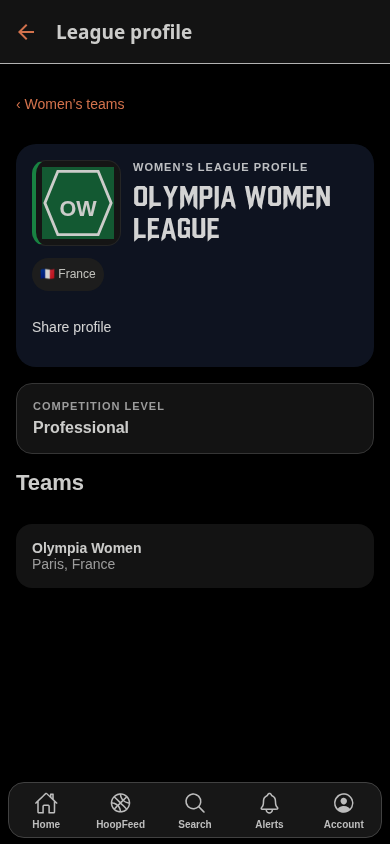 League profile
‹ Women's teams
OW
WOMEN'S LEAGUE PROFILE
OLYMPIA WOMEN
LEAGUE
🇫🇷 France
Share profile
COMPETITION LEVEL
Professional
Teams
Olympia Women
Paris, France
Home HoopFeed Search Alerts Account